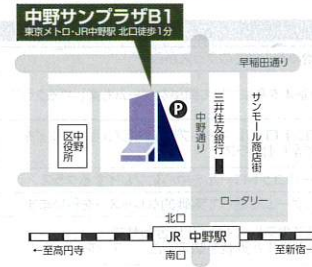 中野サンプラザB1
東京メトロ・JR中野駅 北口徒歩1分
早稲田通り
P
中野通り
三井住友銀行
サンモール商店街
中野
区役所
ロータリー
北口
JR 中野駅
南口
←至高円寺
至新宿→